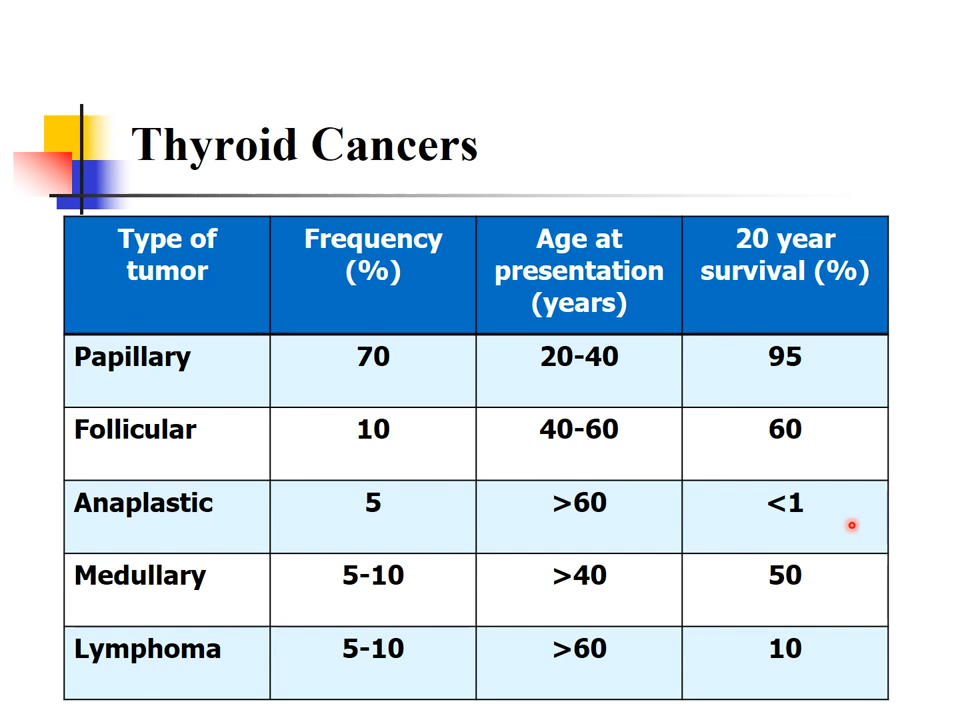 Thyroid Cancers
Type of tumor | Frequency (%) | Age at presentation (years) | 20 year survival (%)
Papillary | 70 | 20-40 | 95
Follicular | 10 | 40-60 | 60
Anaplastic | 5 | >60 | <1
Medullary | 5-10 | >40 | 50
Lymphoma | 5-10 | >60 | 10